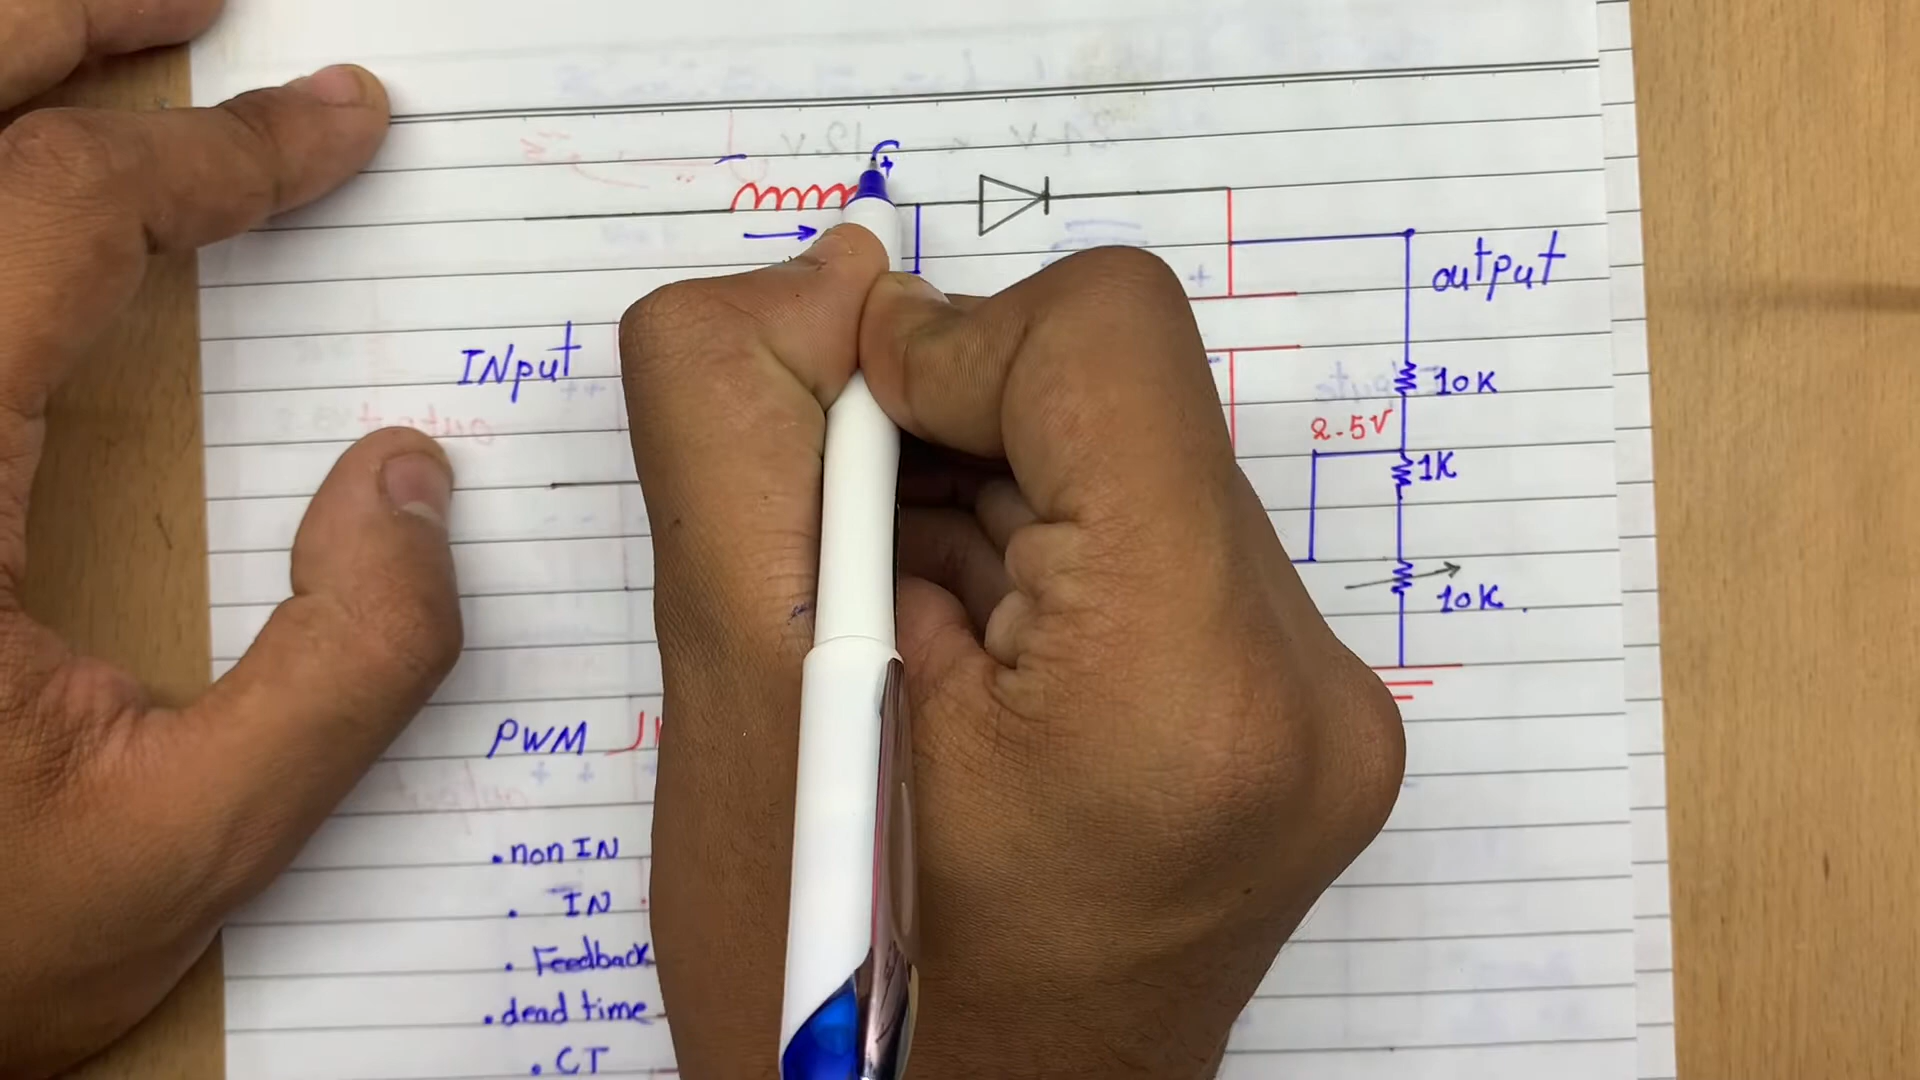 output
INput
10K
2.5V
1K
10K.
PWM
• non IN
• IN
• Feedback
• dead time
• CT